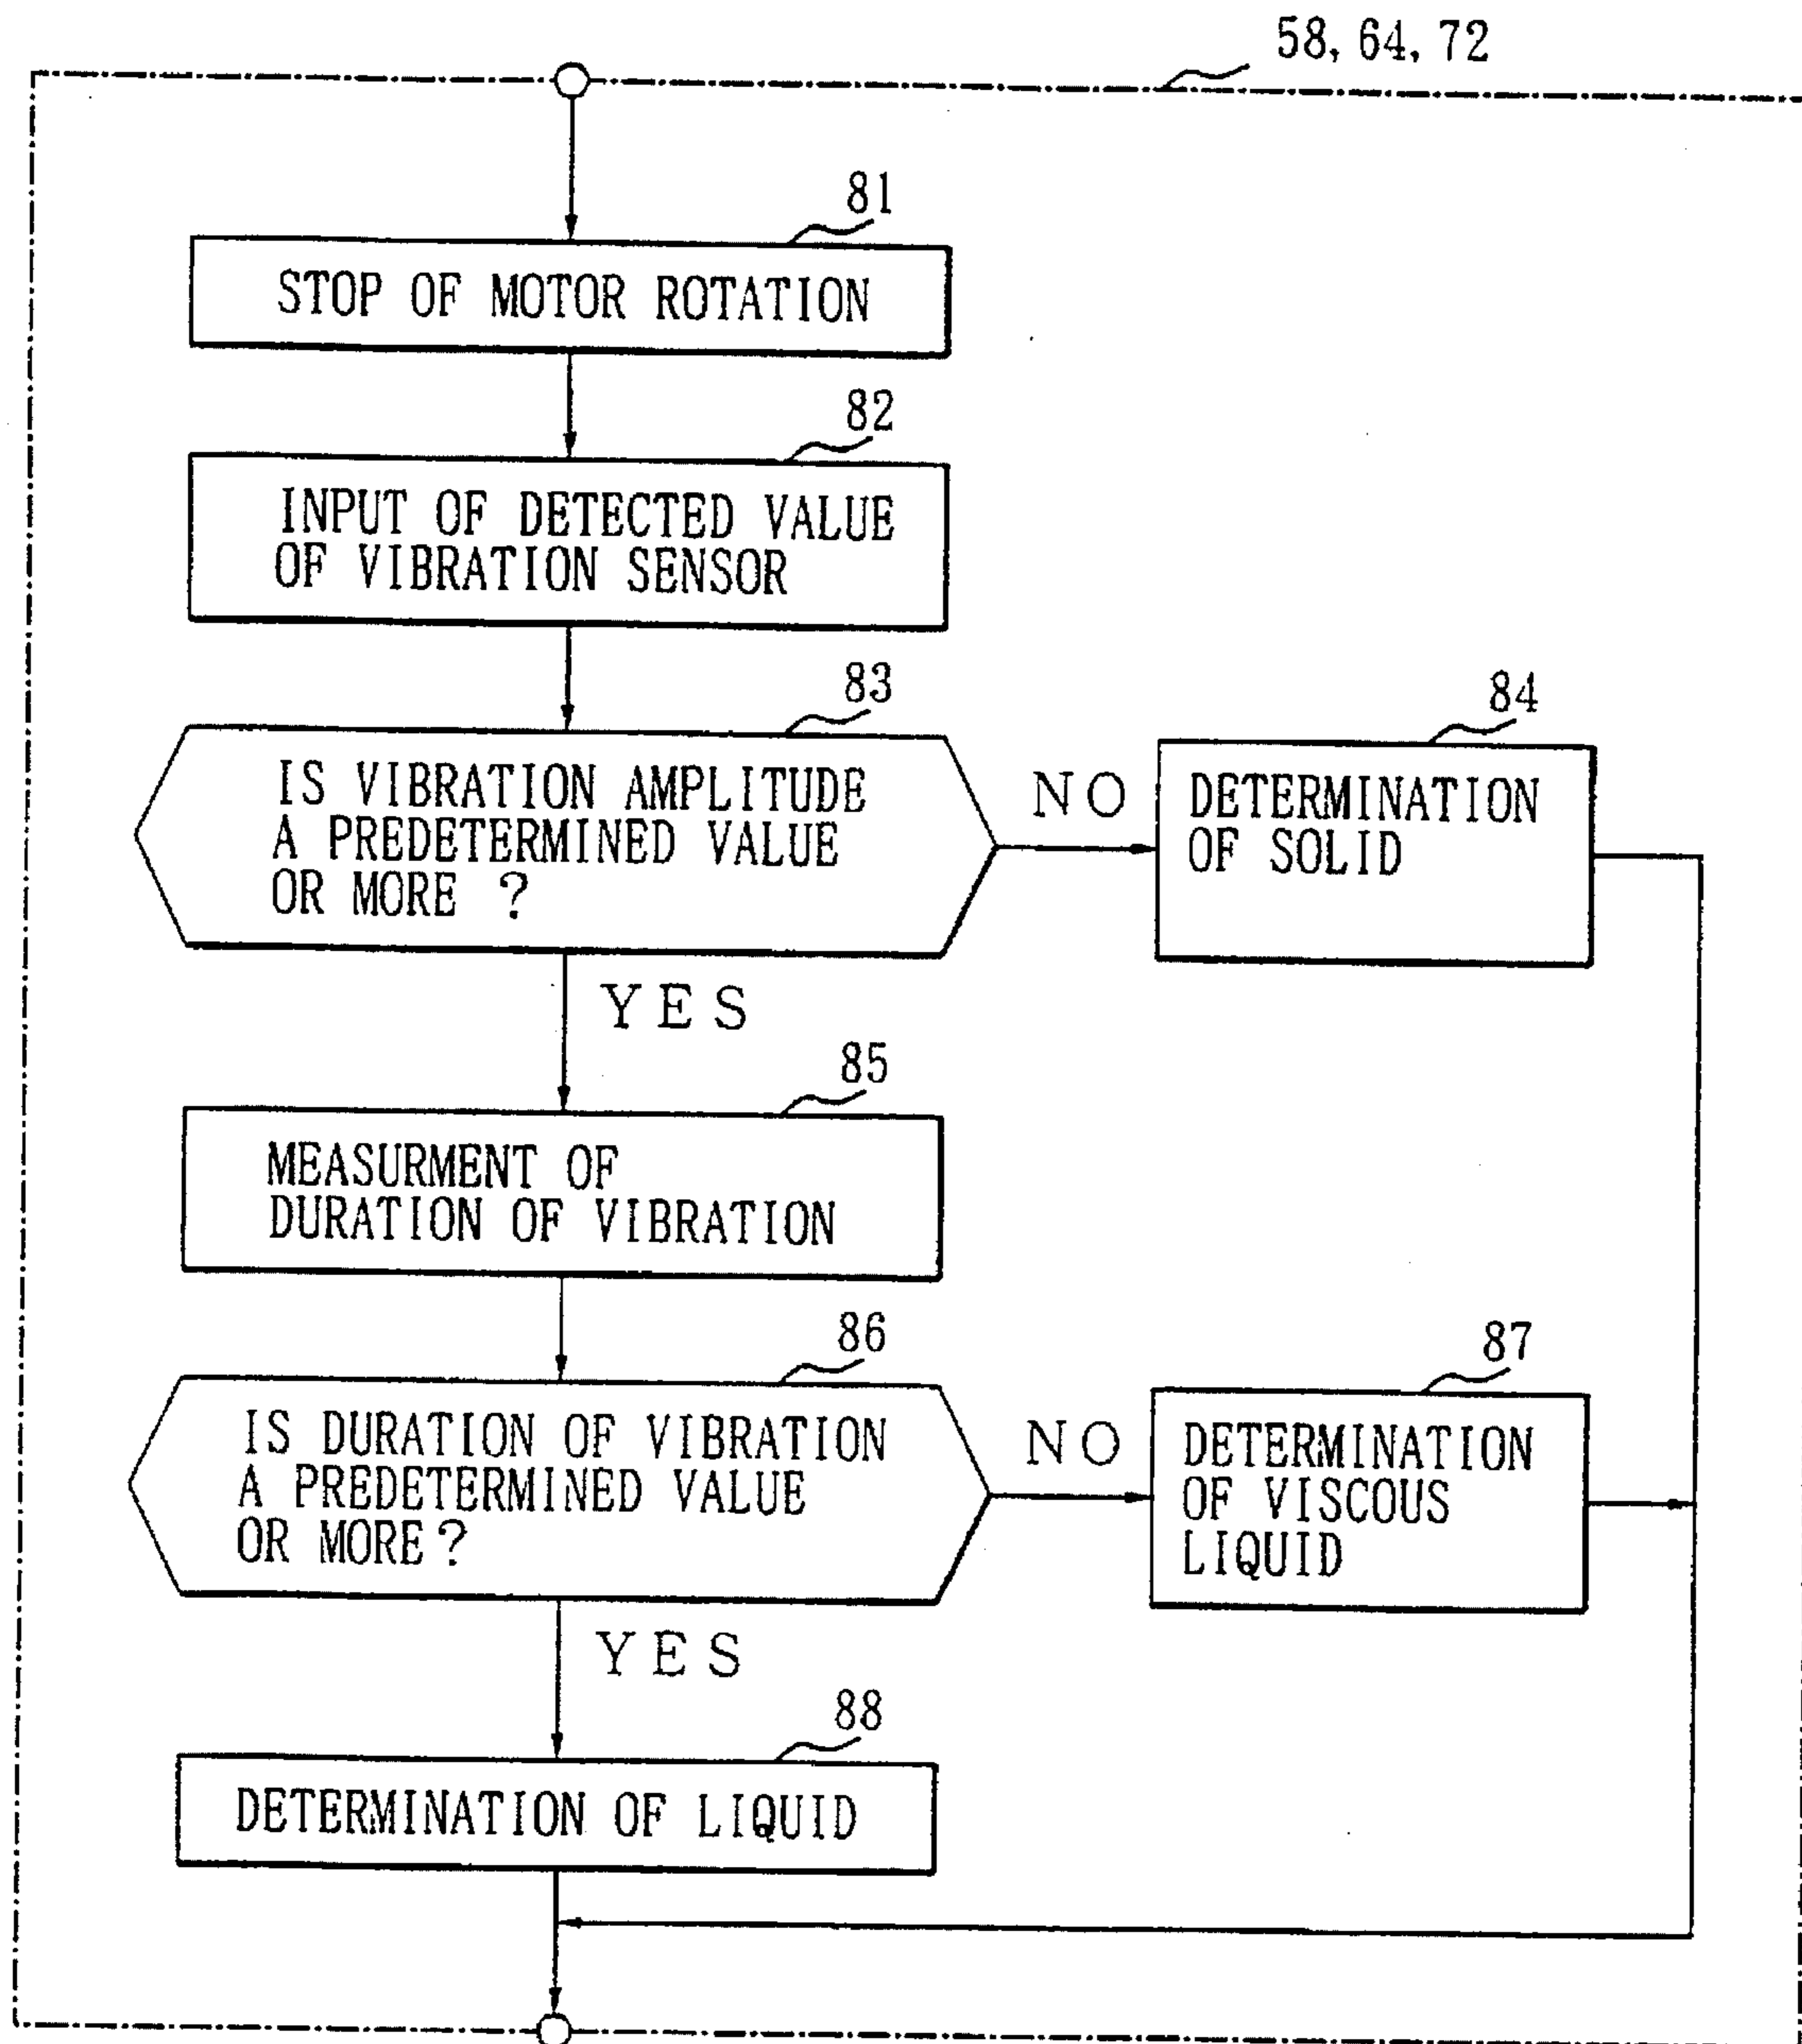 58, 64, 72
81
STOP OF MOTOR ROTATION
82
INPUT OF DETECTED VALUE
OF VIBRATION SENSOR
83
IS VIBRATION AMPLITUDE
A PREDETERMINED VALUE
OR MORE ?
NO
84
DETERMINATION
OF SOLID
YES
85
MEASURMENT OF
DURATION OF VIBRATION
86
IS DURATION OF VIBRATION
A PREDETERMINED VALUE
OR MORE ?
NO
87
DETERMINATION
OF VISCOUS
LIQUID
YES
88
DETERMINATION OF LIQUID